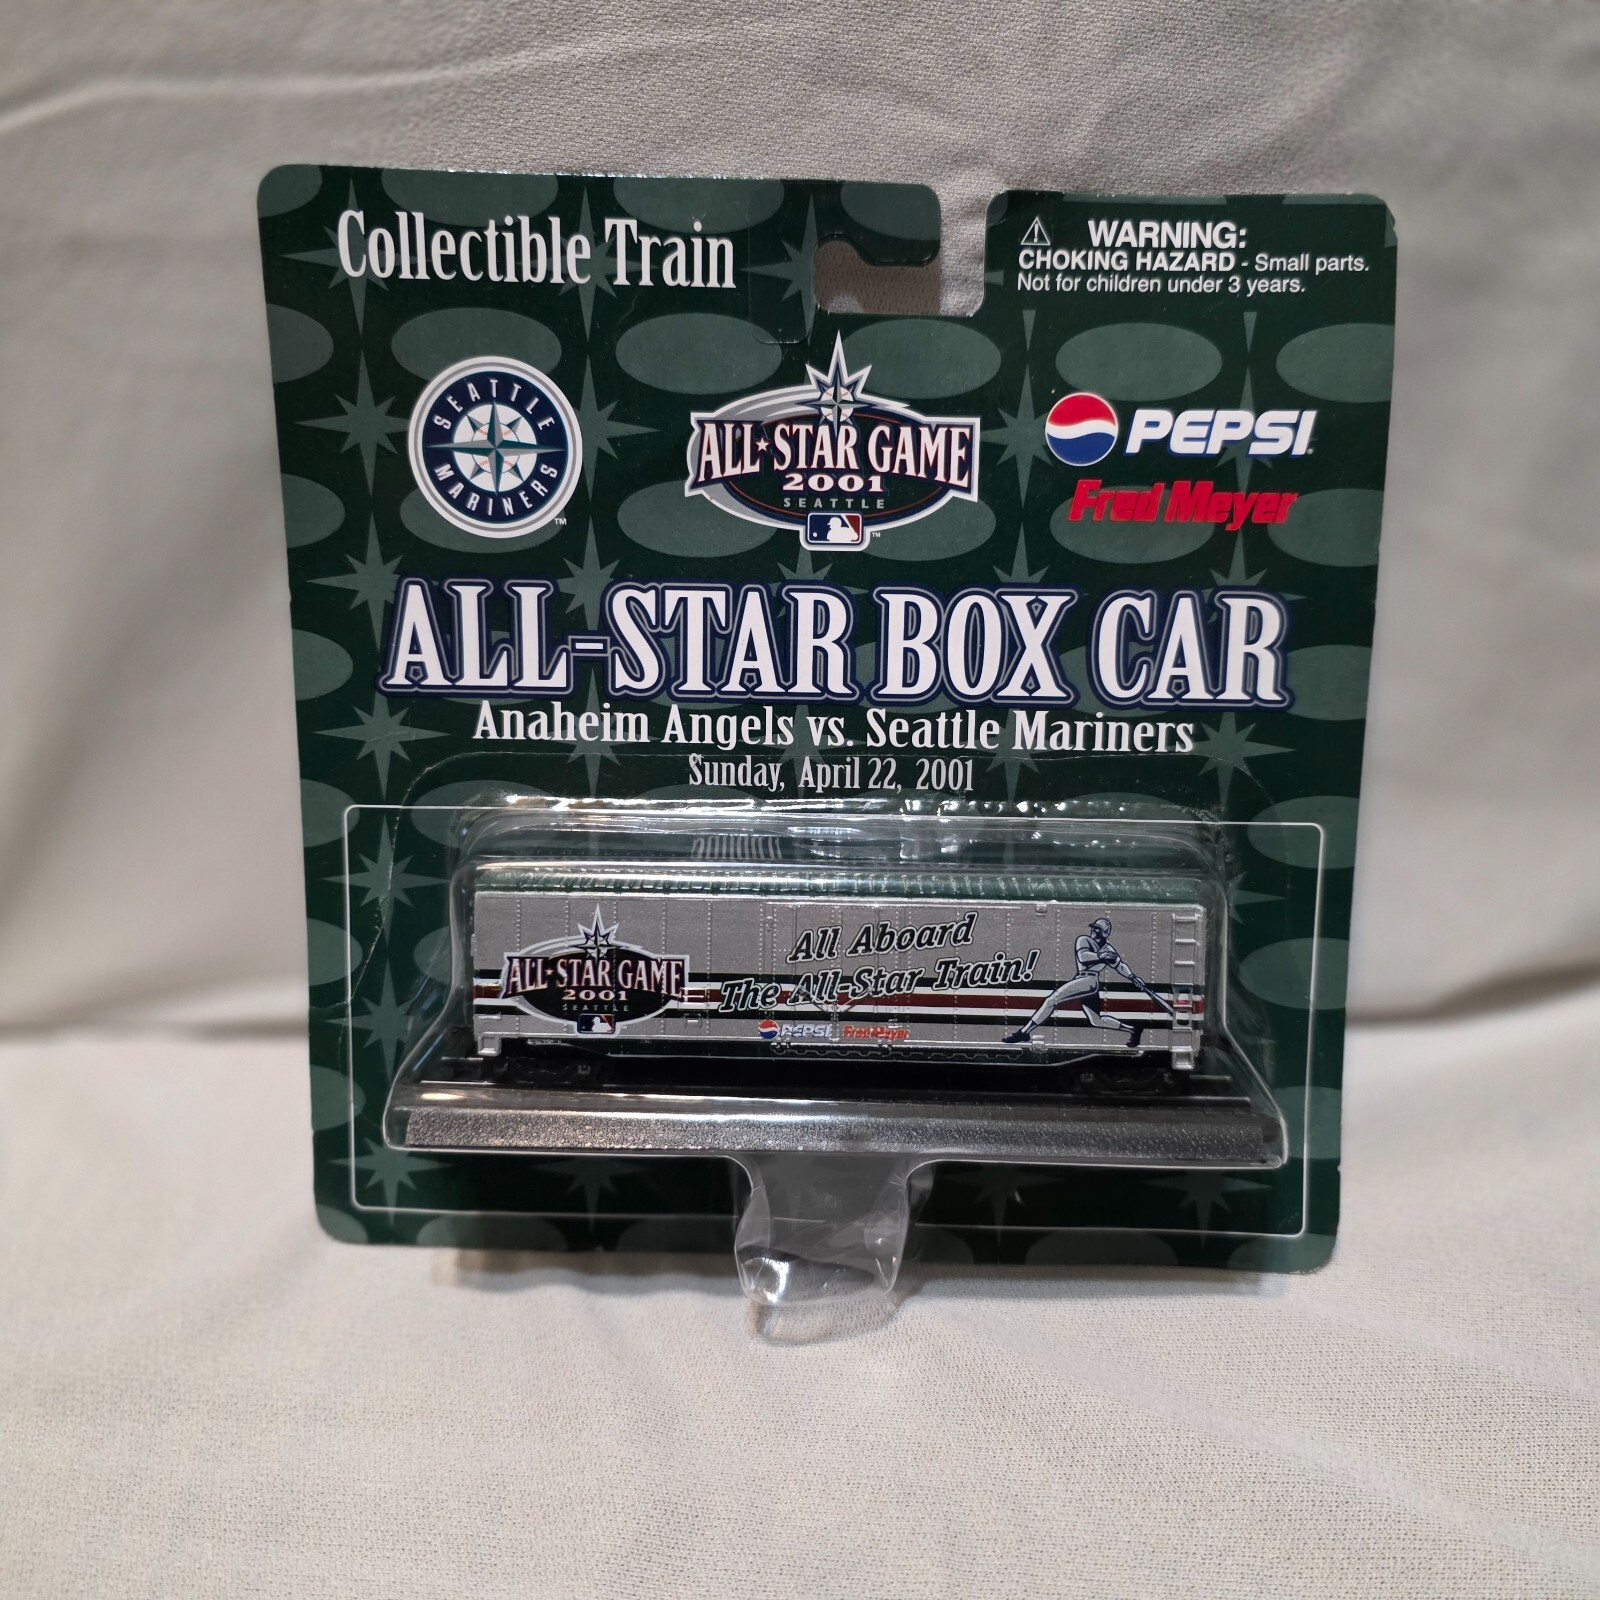 Collectible Train
WARNING:
CHOKING HAZARD - Small parts.
Not for children under 3 years.
SEATTLE
MARINERS
TM
ALL★STAR GAME
2001
SEATTLE
TM
PEPSI
Fred Meyer
ALL-STAR BOX CAR
Anaheim Angels vs. Seattle Mariners
Sunday, April 22, 2001
ALL★STAR GAME
2001
SEATTLE
All Aboard
The All-Star Train!
PEPSI
Fred Meyer